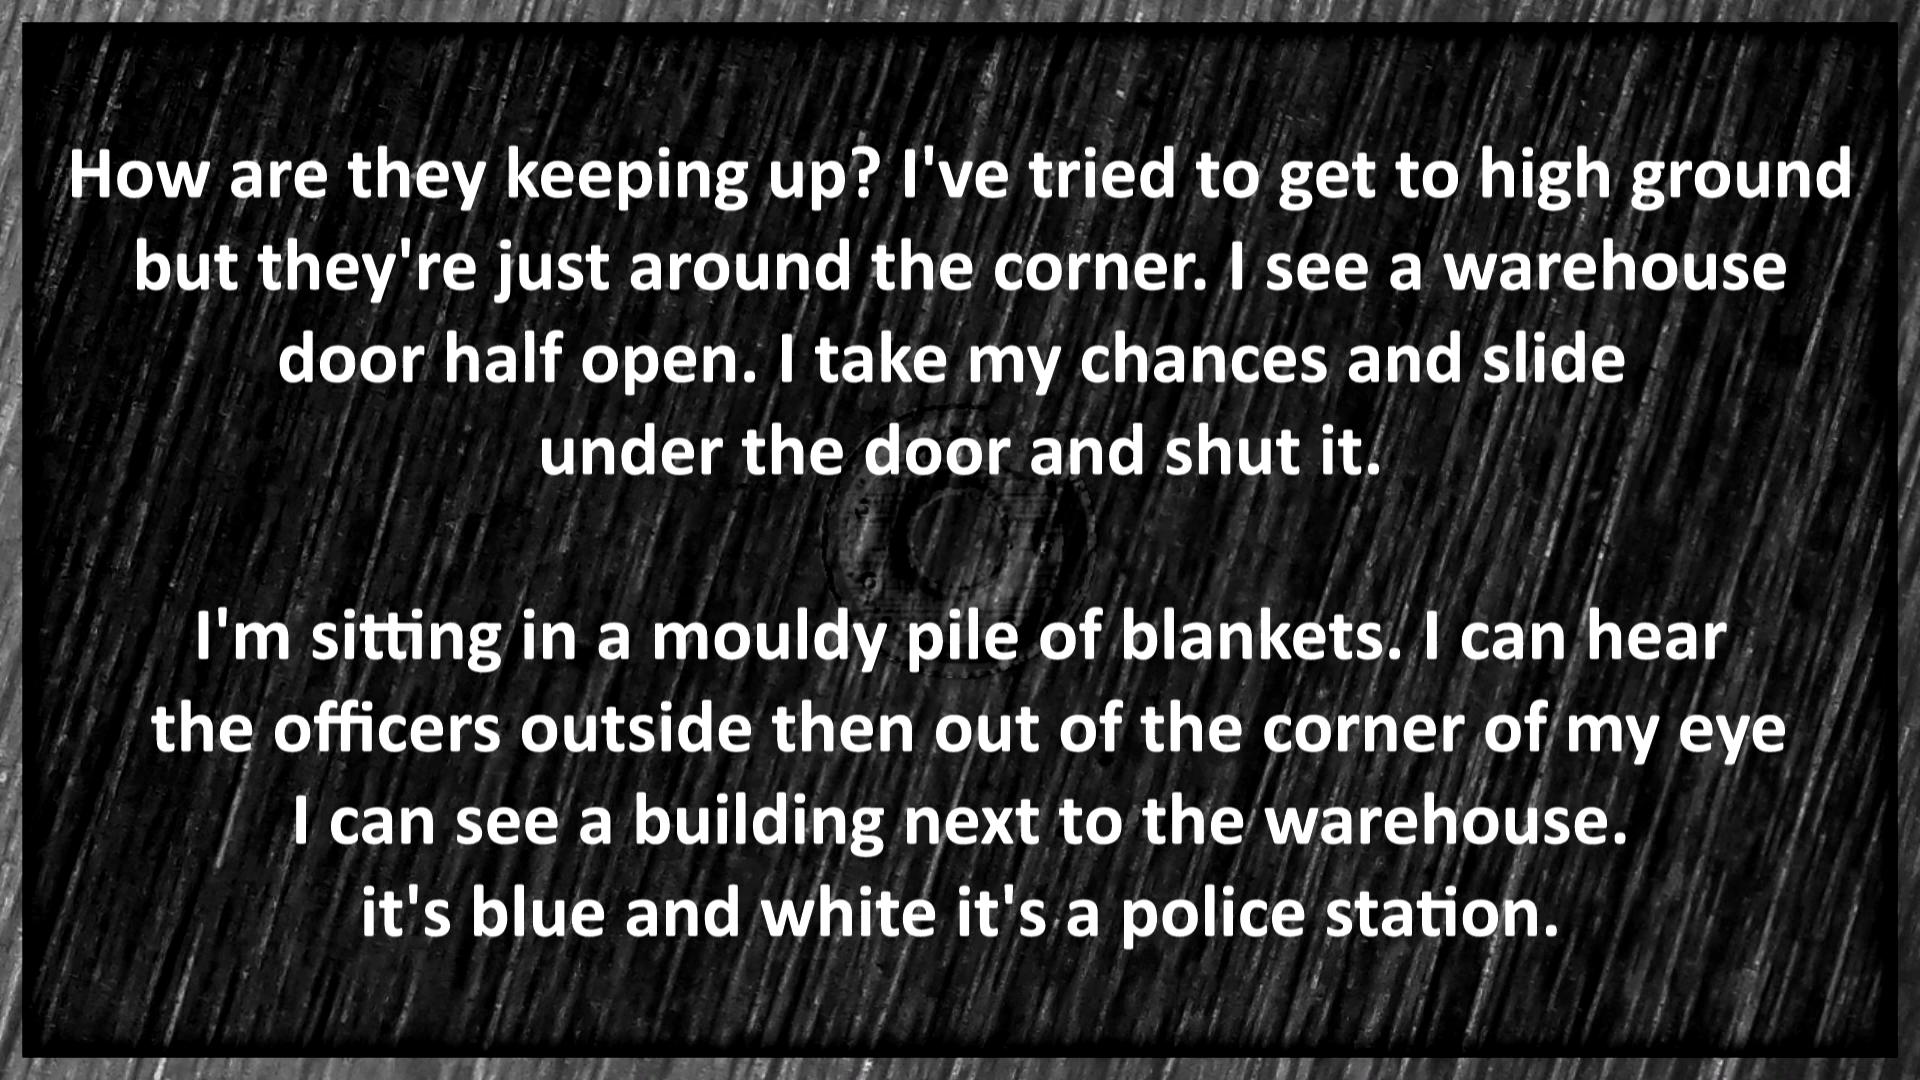 How are they keeping up? I've tried to get to high ground
but they're just around the corner. I see a warehouse
door half open. I take my chances and slide
under the door and shut it.
I'm sitting in a mouldy pile of blankets. I can hear
the officers outside then out of the corner of my eye
I can see a building next to the warehouse.
it's blue and white it's a police station.